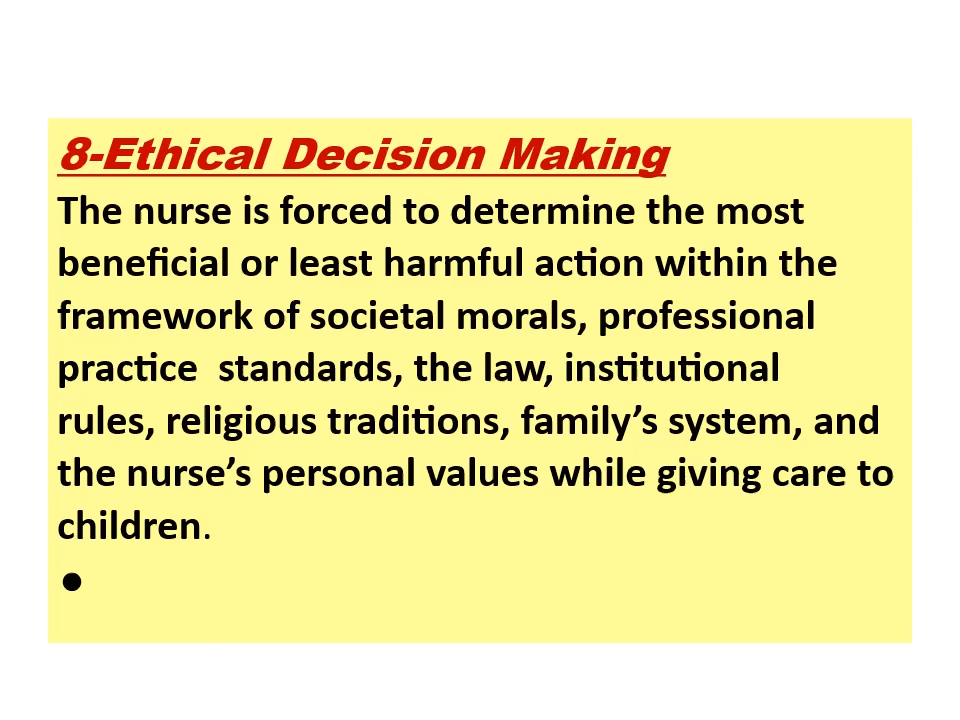 8-Ethical Decision Making
The nurse is forced to determine the most
beneficial or least harmful action within the
framework of societal morals, professional
practice  standards, the law, institutional
rules, religious traditions, family’s system, and
the nurse’s personal values while giving care to
children.
•